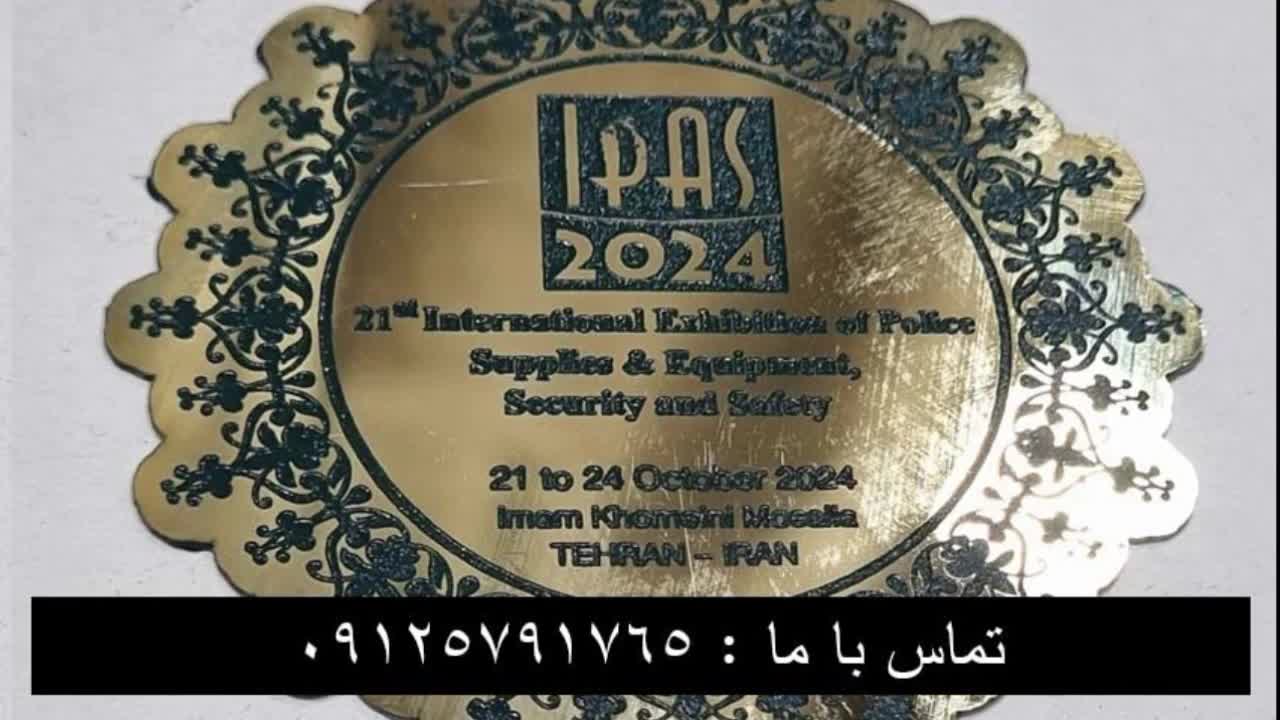 IPAS
2024
21st International Exhibition of Police
Supplies & Equipment,
Security and Safety
21 to 24 October 2024
Imam Khomeini Mosalla
TEHRAN - IRAN
تماس با ما : ۰۹۱۲۵۷۹۱۷۶۵